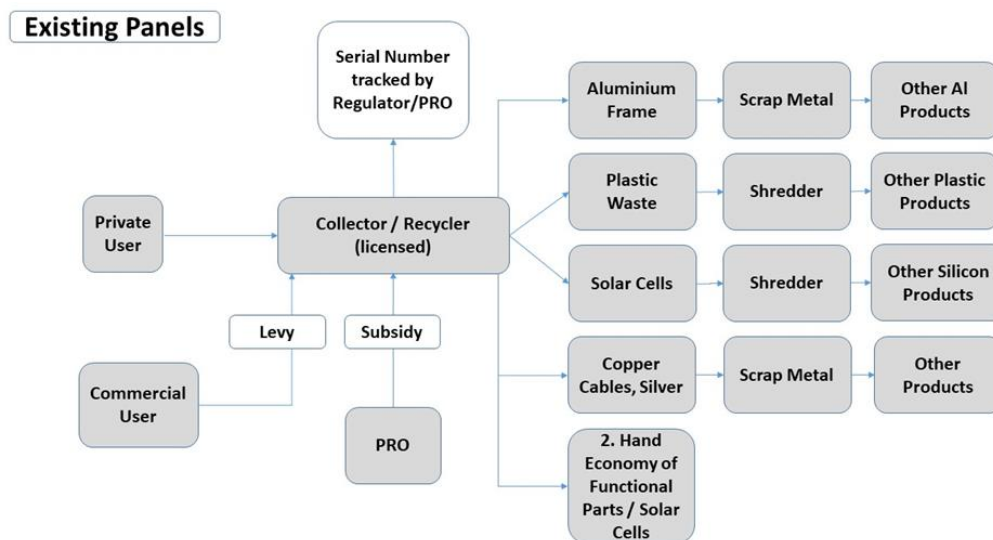 Existing Panels
Serial Number
tracked by
Regulator/PRO
Aluminium
Frame
Scrap Metal
Other Al
Products
Plastic
Waste
Shredder
Other Plastic
Products
Private
User
Collector / Recycler
(licensed)
Solar Cells
Shredder
Other Silicon
Products
Levy
Subsidy
Copper
Cables, Silver
Scrap Metal
Other
Products
Commercial
User
PRO
2. Hand
Economy of
Functional
Parts / Solar
Cells